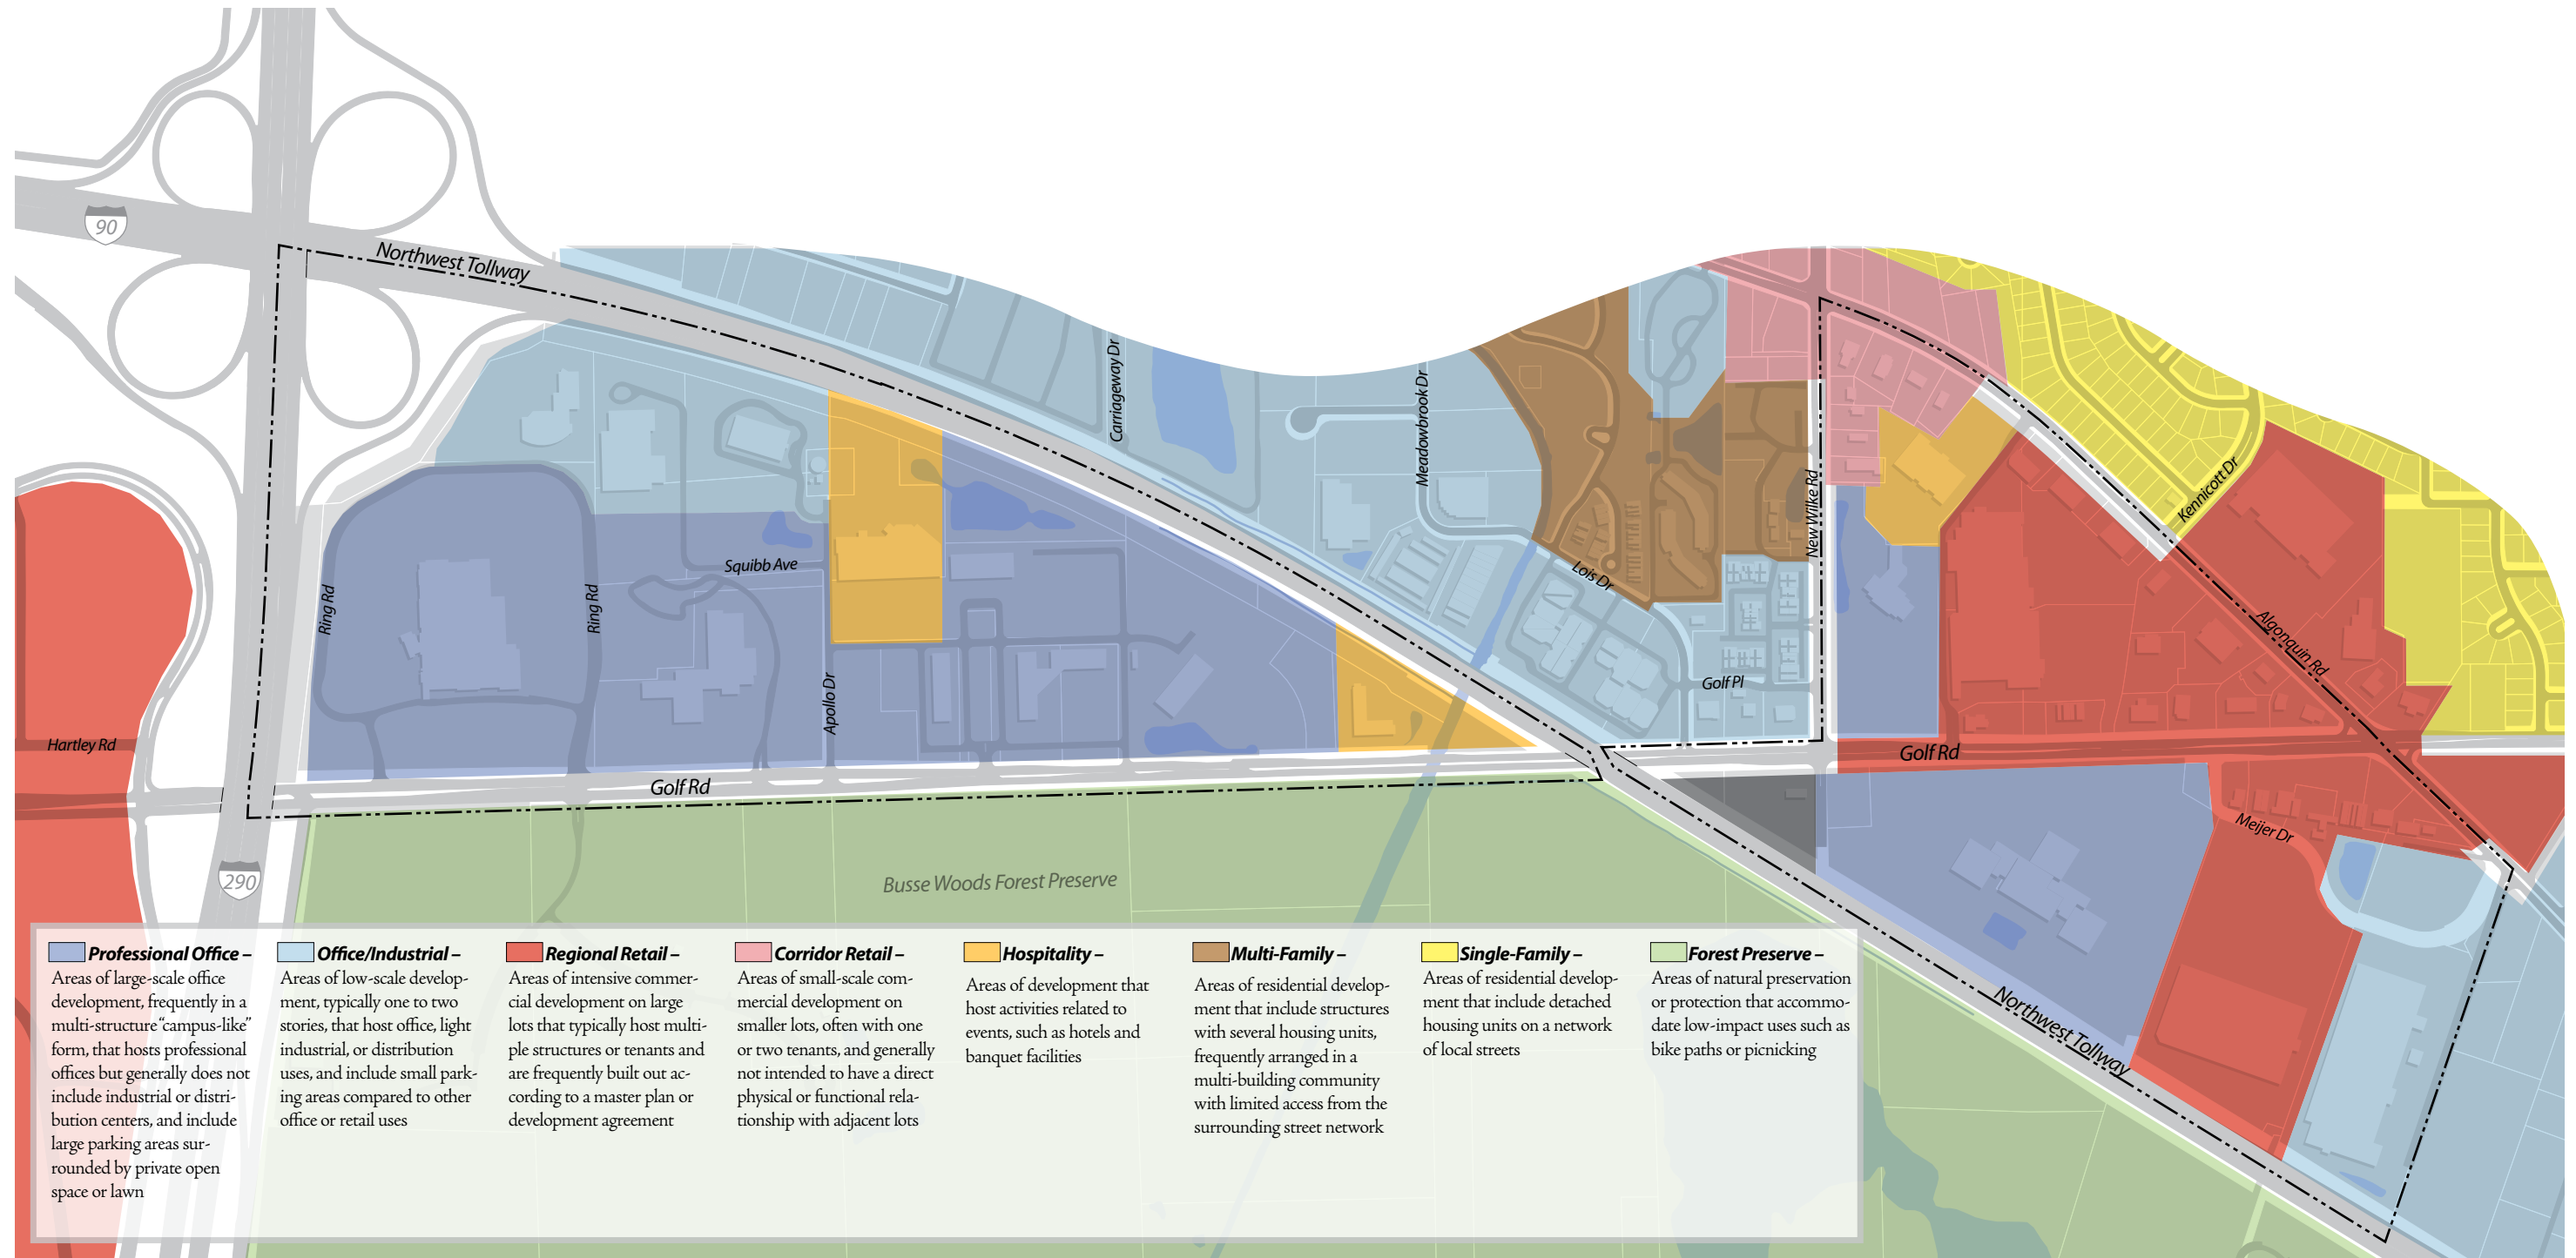 90
Northwest Tollway
Carriageway Dr
Meadowbrook Dr
New Wilke Rd
Kennicott Dr
Squibb Ave
Lois Dr
Ring Rd
Ring Rd
Algonquin Rd
Apollo Dr
Golf Pl
Hartley Rd
Golf Rd
Golf Rd
Meijer Dr
290
Busse Woods Forest Preserve
Northwest Tollway
Professional Office –
Areas of large-scale office
development, frequently in a
multi-structure “campus-like”
form, that hosts professional
offices but generally does not
include industrial or distri-
bution centers, and include
large parking areas sur-
rounded by private open
space or lawn
Office/Industrial –
Areas of low-scale develop-
ment, typically one to two
stories, that host office, light
industrial, or distribution
uses, and include small park-
ing areas compared to other
office or retail uses
Regional Retail –
Areas of intensive commer-
cial development on large
lots that typically host multi-
ple structures or tenants and
are frequently built out ac-
cording to a master plan or
development agreement
Corridor Retail –
Areas of small-scale com-
mercial development on
smaller lots, often with one
or two tenants, and generally
not intended to have a direct
physical or functional rela-
tionship with adjacent lots
Hospitality –
Areas of development that
host activities related to
events, such as hotels and
banquet facilities
Multi-Family –
Areas of residential develop-
ment that include structures
with several housing units,
frequently arranged in a
multi-building community
with limited access from the
surrounding street network
Single-Family –
Areas of residential develop-
ment that include detached
housing units on a network
of local streets
Forest Preserve –
Areas of natural preservation
or protection that accommo-
date low-impact uses such as
bike paths or picnicking